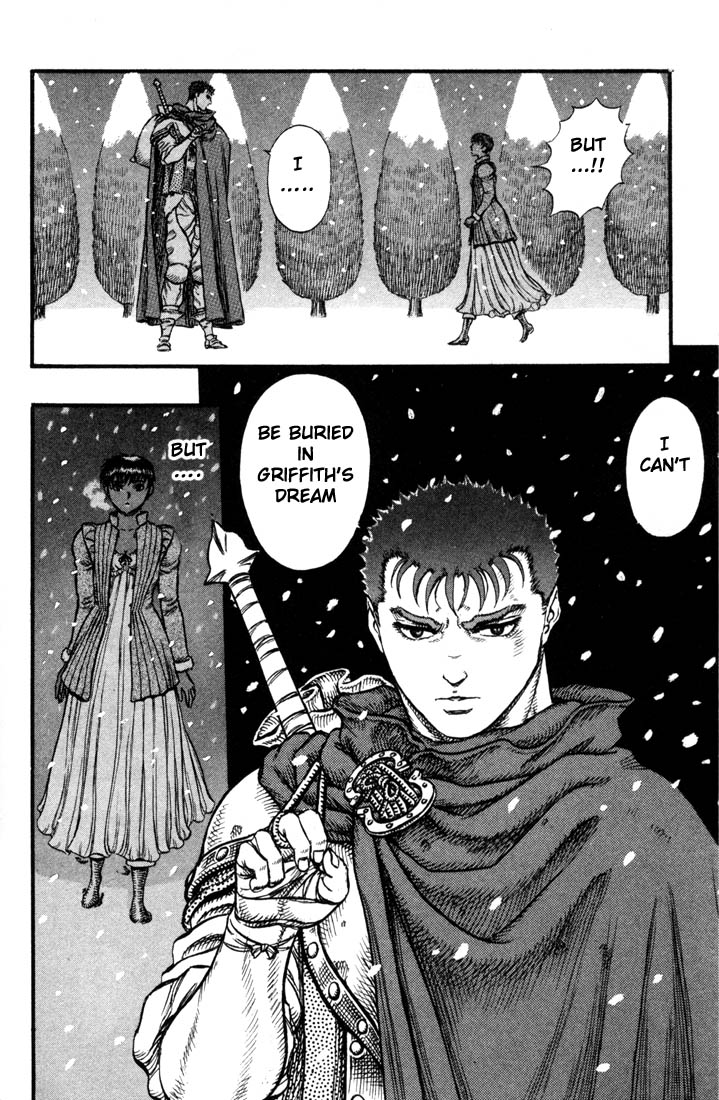 BUT
...!!
I
.....
I
CAN'T
BE BURIED
IN
GRIFFITH'S
DREAM
BUT
....